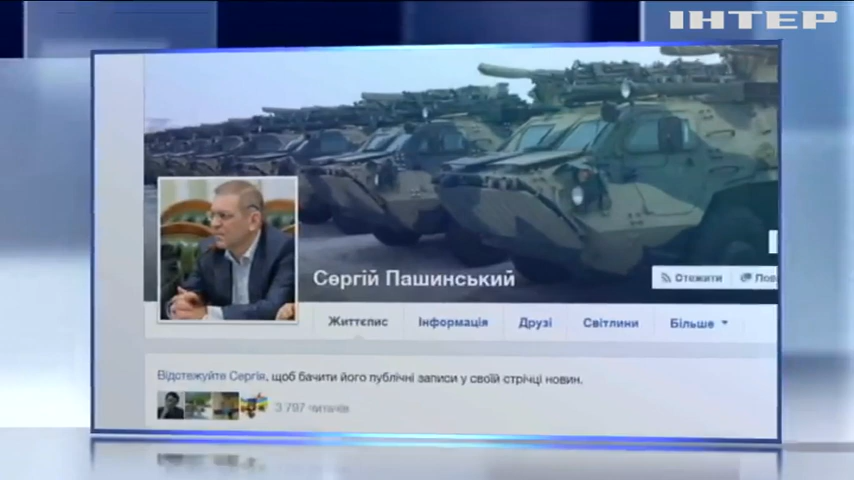 ІНТЕР
Сергій Пашинський
Стежити
Життєпис Інформація Друзі Світлини Більше
Відстежуйте Сергія, щоб бачити його публічні записи у своїй стрічці новин.
3 797 читачів